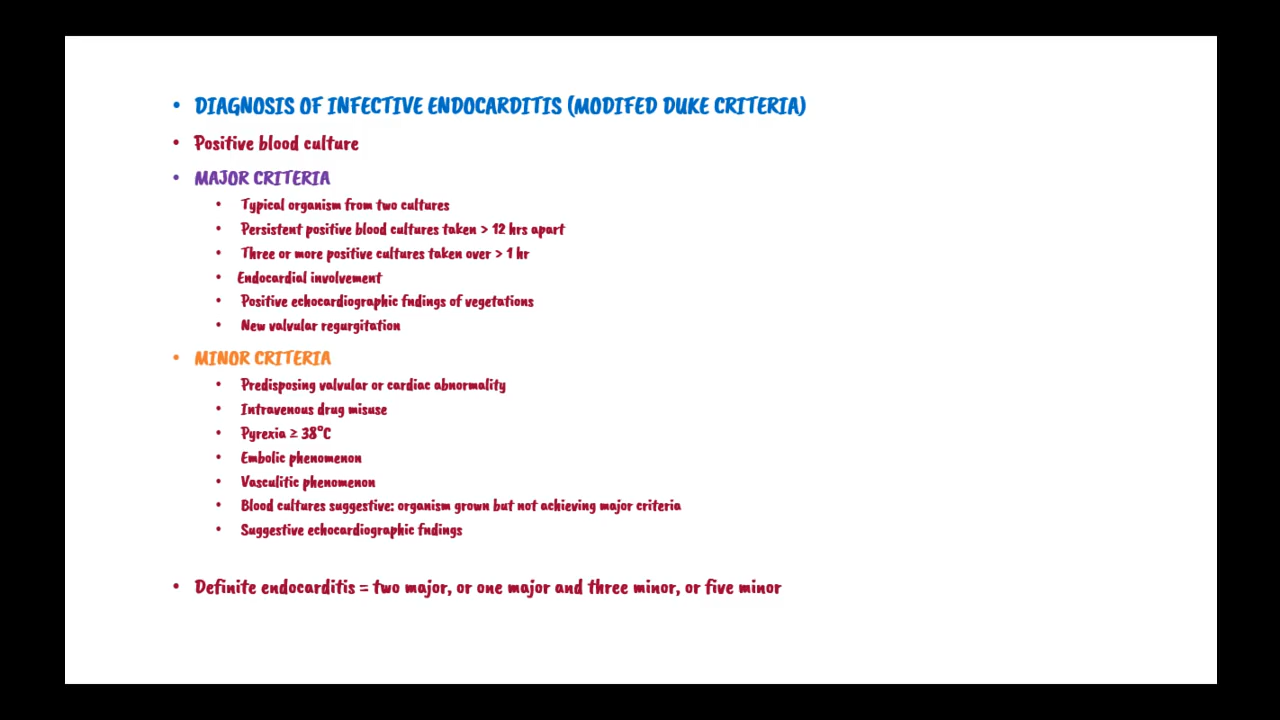 • DIAGNOSIS OF INFECTIVE ENDOCARDITIS (MODIFED DUKE CRITERIA)
• Positive blood culture
• MAJOR CRITERIA
• Typical organism from two cultures
• Persistent positive blood cultures taken > 12 hrs apart
• Three or more positive cultures taken over > 1 hr
• Endocardial involvement
• Positive echocardiographic fndings of vegetations
• New valvular regurgitation
• MINOR CRITERIA
• Predisposing valvular or cardiac abnormality
• Intravenous drug misuse
• Pyrexia ≥ 38°C
• Embolic phenomenon
• Vasculitic phenomenon
• Blood cultures suggestive: organism grown but not achieving major criteria
• Suggestive echocardiographic fndings
• Definite endocarditis = two major, or one major and three minor, or five minor